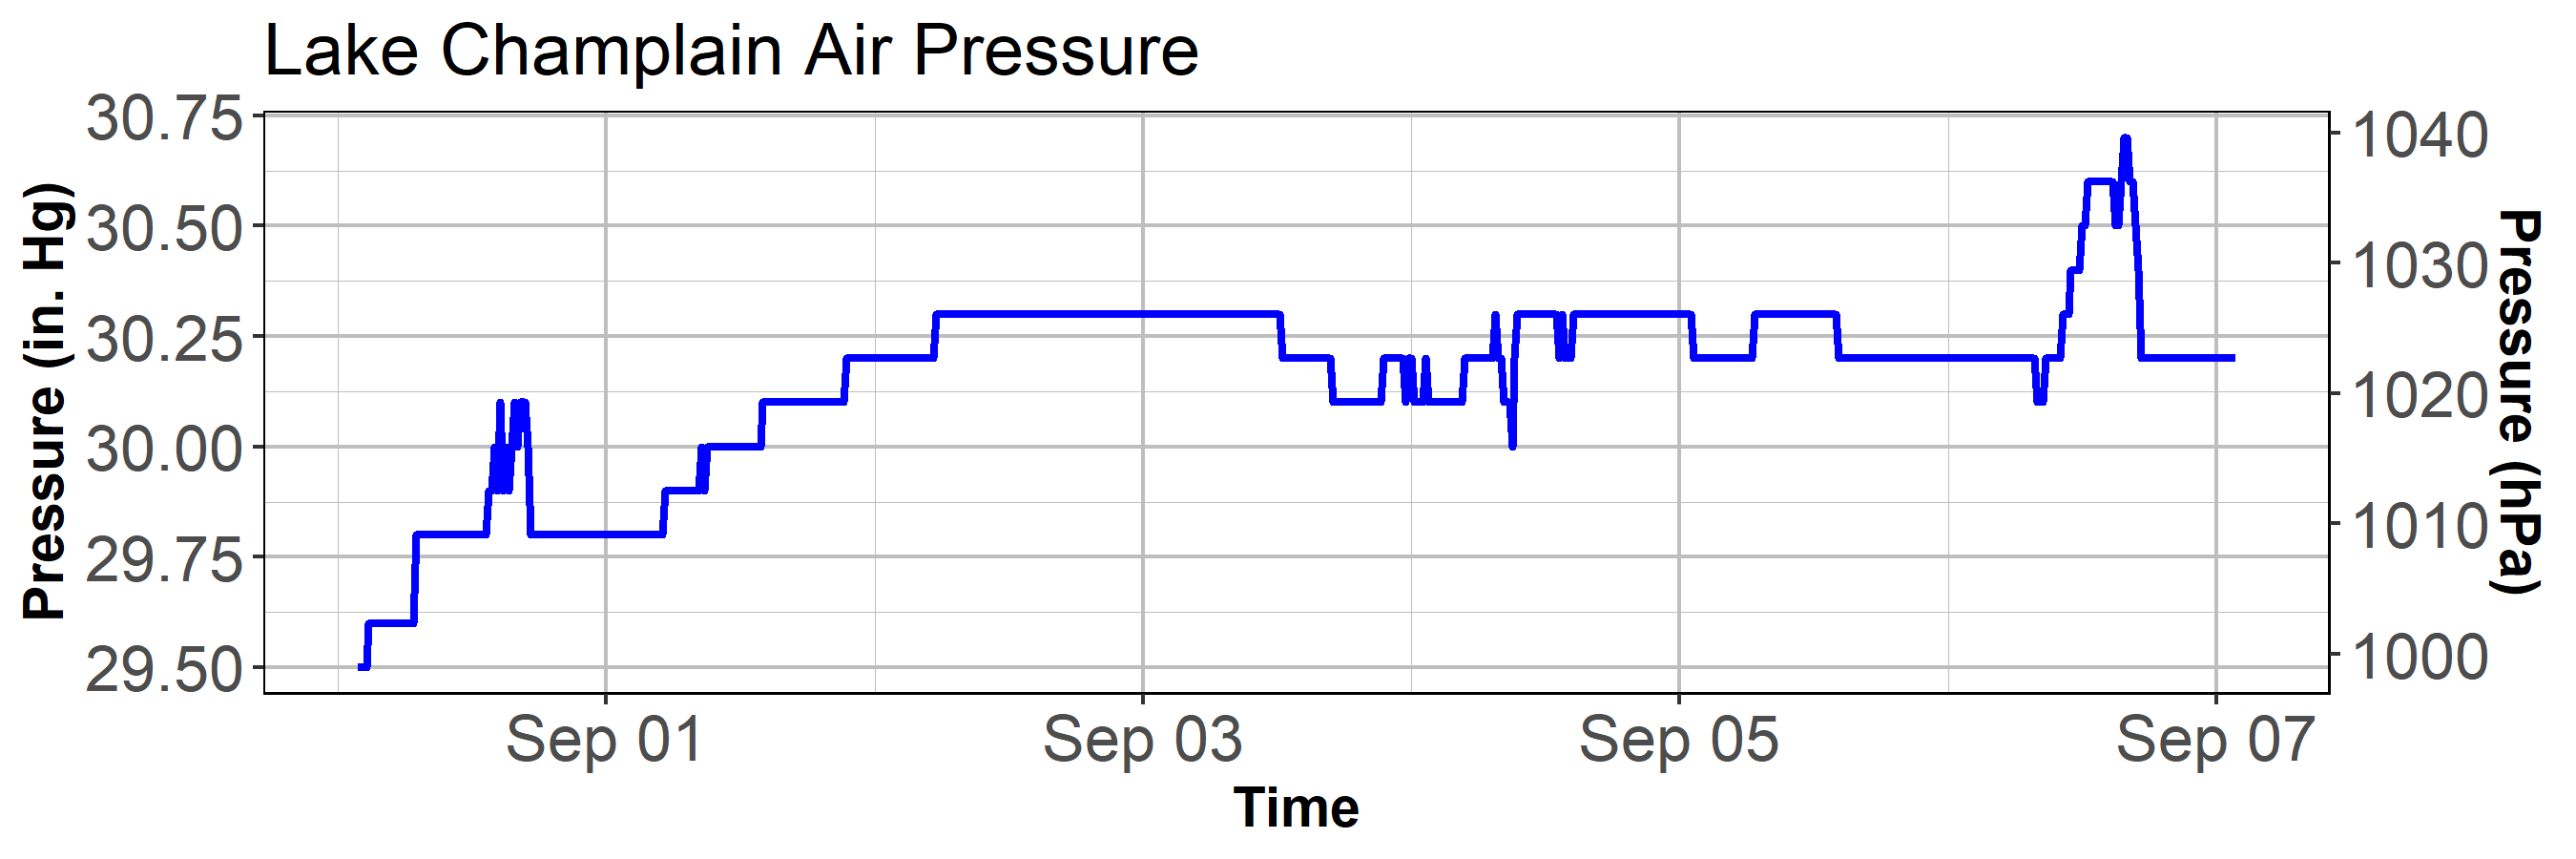 Lake Champlain Air Pressure
30.75
30.50
30.25
30.00
29.75
29.50
Pressure (in. Hg)
1040
1030
1020
1010
1000
Pressure (hPa)
Sep 01 Sep 03 Sep 05 Sep 07
Time